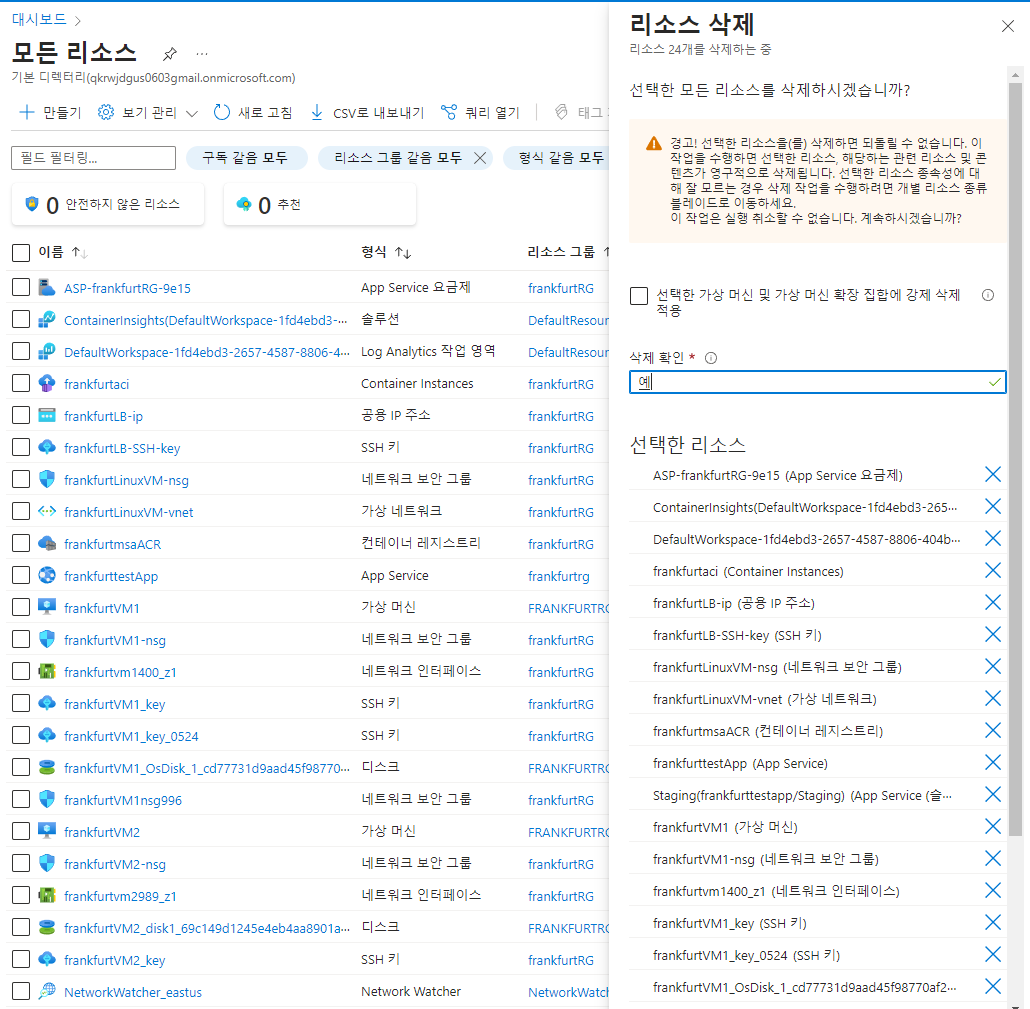 대시보드
모든 리소스
기본 디렉터리(qkrwjdgus0603gmail.onmicrosoft.com)
만들기 보기 관리 새로 고침 CSV로 내보내기 쿼리 열기 태그
필드 필터링... 구독 같음 모두 리소스 그룹 같음 모두 형식 같음 모두
0 안전하지 않은 리소스 0 추천
이름 형식 리소스 그룹
ASP-frankfurtRG-9e15 App Service 요금제 frankfurtRG
ContainerInsights(DefaultWorkspace-1fd4ebd3-... 솔루션 DefaultResour
DefaultWorkspace-1fd4ebd3-2657-4587-8806-4... Log Analytics 작업 영역 DefaultResour
frankfurtaci Container Instances frankfurtRG
frankfurtLB-ip 공용 IP 주소 frankfurtRG
frankfurtLB-SSH-key SSH 키 frankfurtRG
frankfurtLinuxVM-nsg 네트워크 보안 그룹 frankfurtRG
frankfurtLinuxVM-vnet 가상 네트워크 frankfurtRG
frankfurtmsaACR 컨테이너 레지스트리 frankfurtRG
frankfurttestApp App Service frankfurtrg
frankfurtVM1 가상 머신 FRANKFURTRG
frankfurtVM1-nsg 네트워크 보안 그룹 frankfurtRG
frankfurtvm1400_z1 네트워크 인터페이스 frankfurtRG
frankfurtVM1_key SSH 키 frankfurtRG
frankfurtVM1_key_0524 SSH 키 frankfurtRG
frankfurtVM1_OsDisk_1_cd77731d9aad45f98770... 디스크 FRANKFURTRG
frankfurtVM1nsg996 네트워크 보안 그룹 frankfurtRG
frankfurtVM2 가상 머신 FRANKFURTRG
frankfurtVM2-nsg 네트워크 보안 그룹 frankfurtRG
frankfurtvm2989_z1 네트워크 인터페이스 frankfurtRG
frankfurtVM2_disk1_69c149d1245e4eb4aa8901a... 디스크 FRANKFURTRG
frankfurtVM2_key SSH 키 frankfurtRG
NetworkWatcher_eastus Network Watcher NetworkWatch
리소스 삭제
리소스 24개를 삭제하는 중
선택한 모든 리소스를 삭제하시겠습니까?
경고! 선택한 리소스을(를) 삭제하면 되돌릴 수 없습니다. 이
작업을 수행하면 선택한 리소스, 해당하는 관련 리소스 및 콘
텐츠가 영구적으로 삭제됩니다. 선택한 리소스 종속성에 대
해 잘 모르는 경우 삭제 작업을 수행하려면 개별 리소스 종류
블레이드로 이동하세요.
이 작업은 실행 취소할 수 없습니다. 계속하시겠습니까?
선택한 가상 머신 및 가상 머신 확장 집합에 강제 삭제
적용
삭제 확인 *
예
선택한 리소스
ASP-frankfurtRG-9e15 (App Service 요금제)
ContainerInsights(DefaultWorkspace-1fd4ebd3-265...
DefaultWorkspace-1fd4ebd3-2657-4587-8806-404b...
frankfurtaci (Container Instances)
frankfurtLB-ip (공용 IP 주소)
frankfurtLB-SSH-key (SSH 키)
frankfurtLinuxVM-nsg (네트워크 보안 그룹)
frankfurtLinuxVM-vnet (가상 네트워크)
frankfurtmsaACR (컨테이너 레지스트리)
frankfurttestApp (App Service)
Staging(frankfurttestapp/Staging) (App Service (슬...
frankfurtVM1 (가상 머신)
frankfurtVM1-nsg (네트워크 보안 그룹)
frankfurtvm1400_z1 (네트워크 인터페이스)
frankfurtVM1_key (SSH 키)
frankfurtVM1_key_0524 (SSH 키)
frankfurtVM1_OsDisk_1_cd77731d9aad45f98770af2...